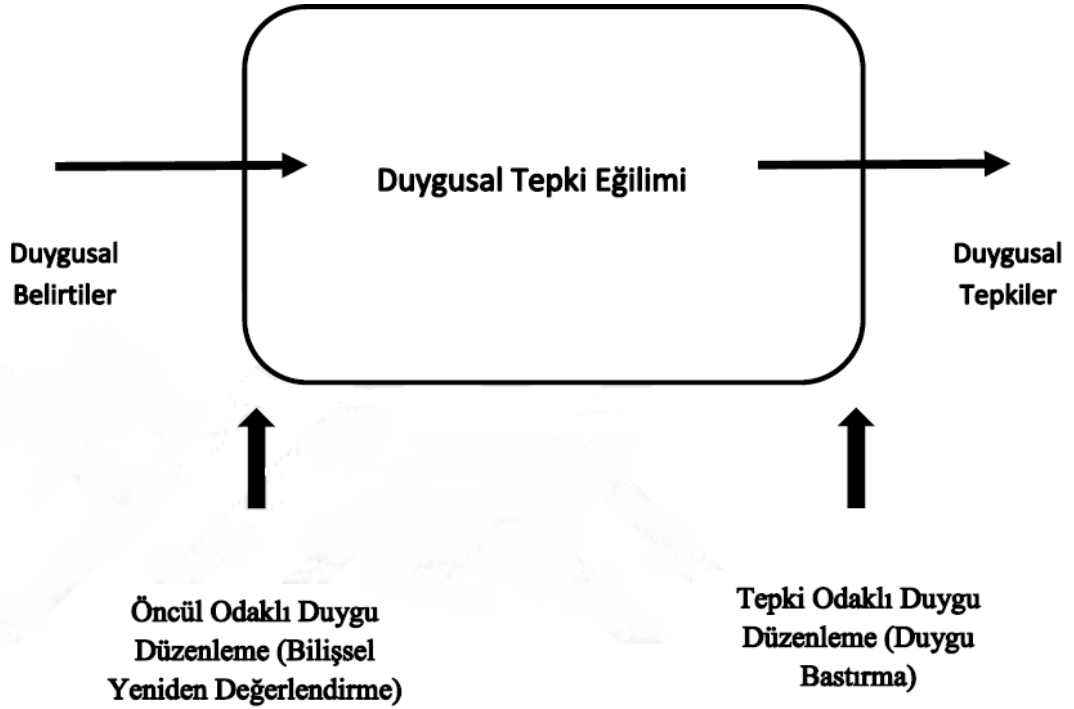 Duygusal Tepki Eğilimi
Duygusal
Belirtiler
Duygusal
Tepkiler
Öncül Odaklı Duygu
Düzenleme (Bilişsel
Yeniden Değerlendirme)
Tepki Odaklı Duygu
Düzenleme (Duygu
Bastırma)